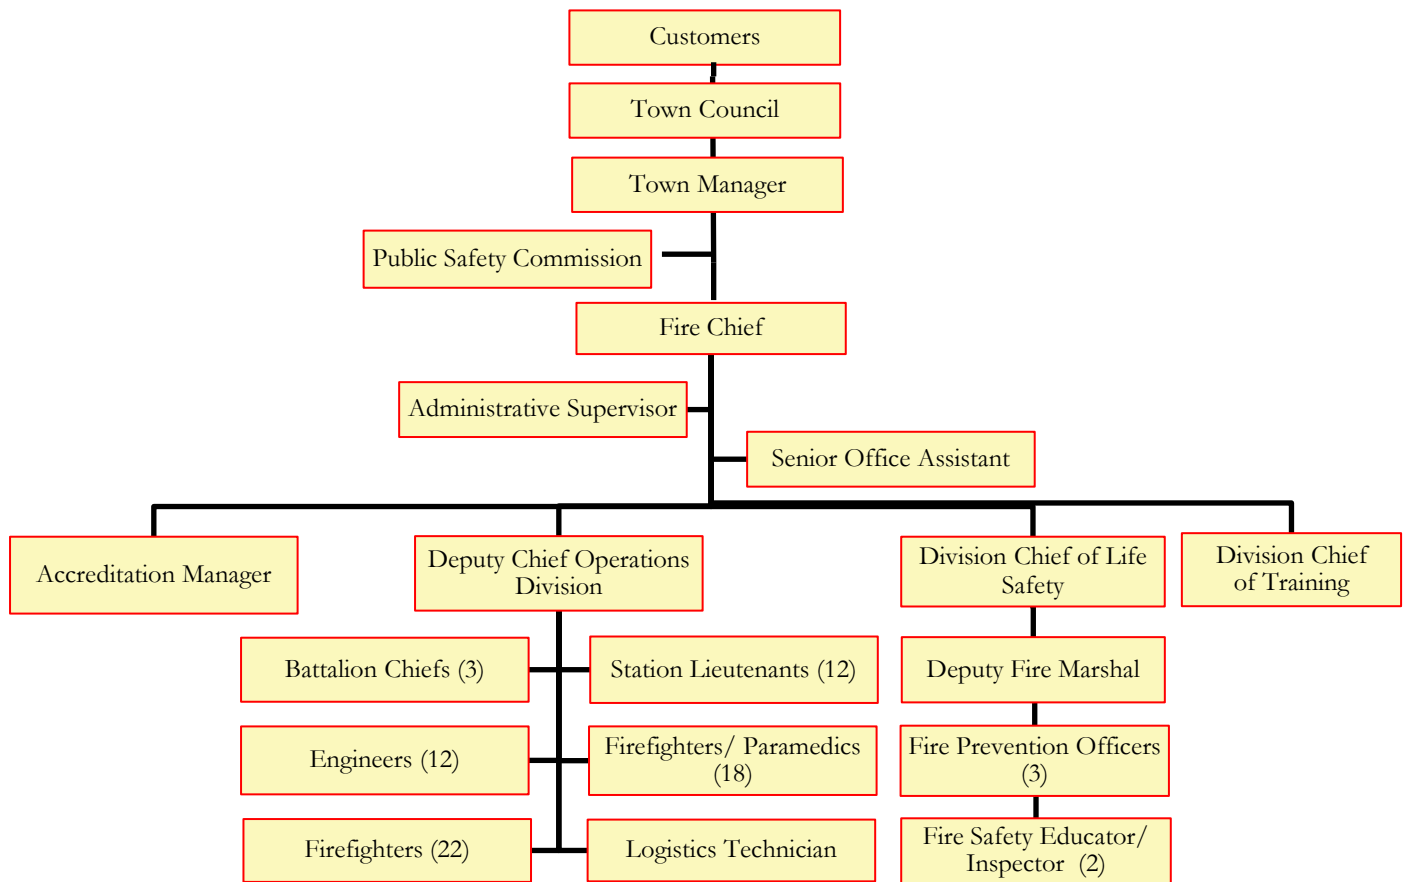 Customers
Town Council
Town Manager
Public Safety Commission
Fire Chief
Administrative Supervisor
Senior Office Assistant
Accreditation Manager
Deputy Chief Operations
Division
Division Chief of Life
Safety
Division Chief
of Training
Battalion Chiefs (3)
Station Lieutenants (12)
Deputy Fire Marshal
Engineers (12)
Firefighters/ Paramedics
(18)
Fire Prevention Officers
(3)
Firefighters (22)
Logistics Technician
Fire Safety Educator/
Inspector (2)